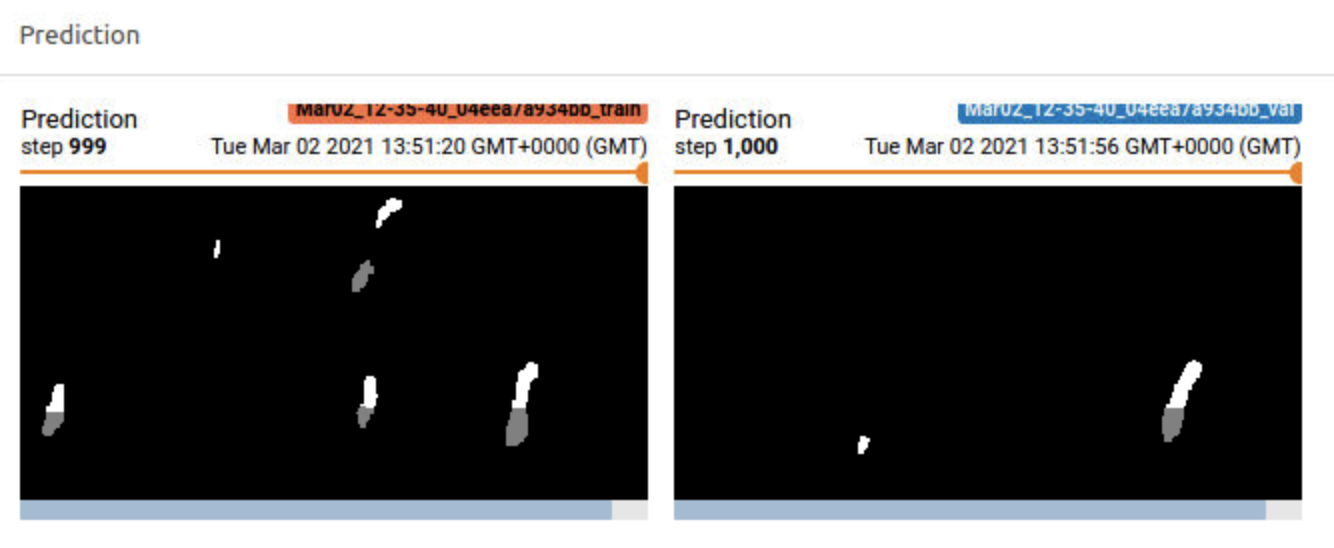 Prediction
Prediction
Mar02_12-35-40_04eea7a934bb_train
step 999
Tue Mar 02 2021 13:51:20 GMT+0000 (GMT)
Prediction
Mar02_12-35-40_04eea7a934bb_val
step 1,000
Tue Mar 02 2021 13:51:56 GMT+0000 (GMT)